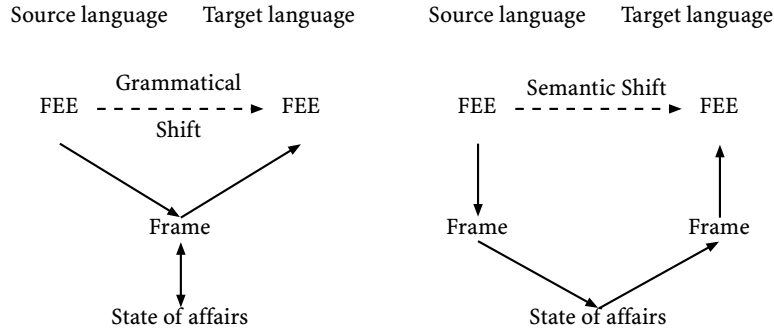 Source language Target language Source language Target language
Grammatical
FEE FEE FEE Semantic Shift FEE
Shift
Frame Frame Frame
State of affairs State of affairs